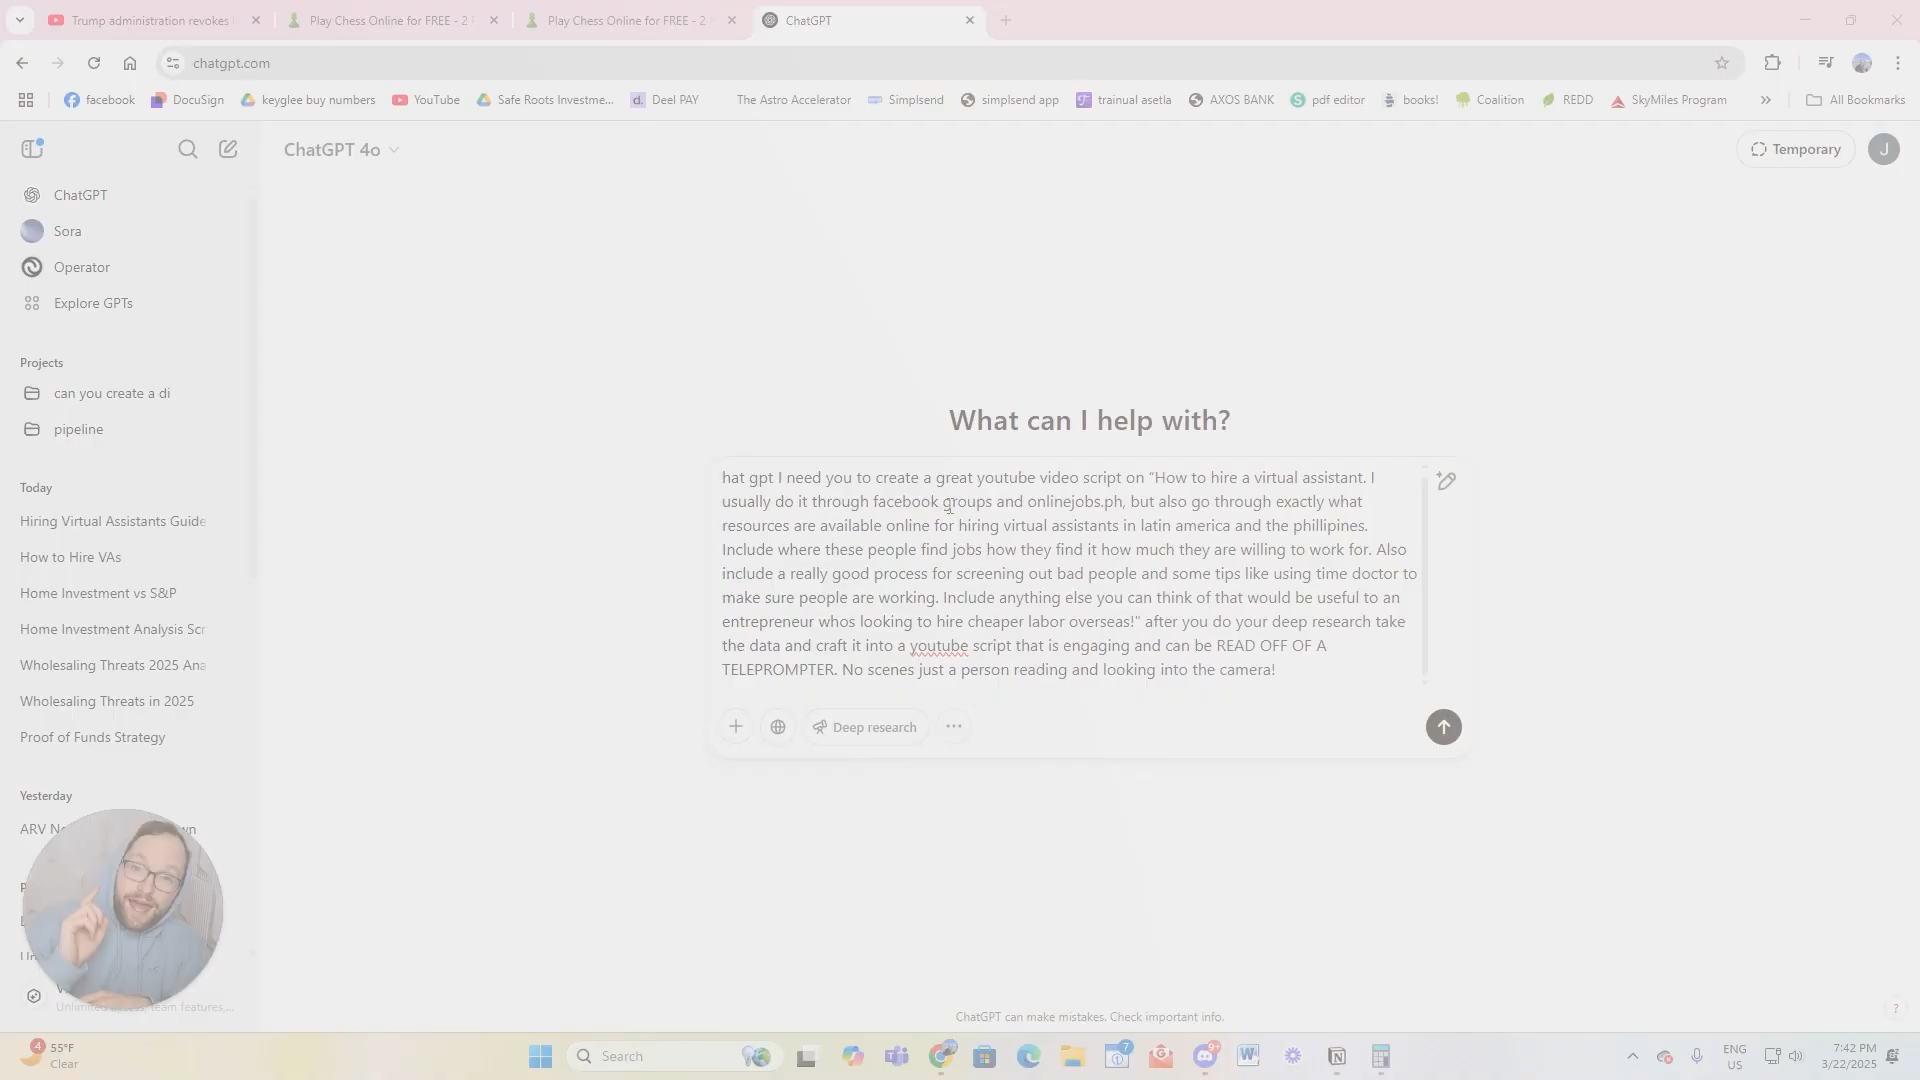 Trump administration revokes
Play Chess Online for FREE - 2
Play Chess Online for FREE - 2
ChatGPT
chatgpt.com
facebook
DocuSign
keyglee buy numbers
YouTube
Safe Roots Investme...
Deel PAY
The Astro Accelerator
Simplsend
simplsend app
trainual asetla
AXOS BANK
pdf editor
books!
Coalition
REDD
SkyMiles Program
All Bookmarks
ChatGPT 4o
Temporary
J
ChatGPT
Sora
Operator
Explore GPTs
Projects
can you create a di
pipeline
Today
Hiring Virtual Assistants Guide
How to Hire VAs
Home Investment vs S&P
Home Investment Analysis Scr
Wholesaling Threats 2025 Ana
Wholesaling Threats in 2025
Proof of Funds Strategy
Yesterday
What can I help with?
hat gpt I need you to create a great youtube video script on “How to hire a virtual assistant. I
usually do it through facebook groups and onlinejobs.ph, but also go through exactly what
resources are available online for hiring virtual assistants in latin america and the phillipines.
Include where these people find jobs how they find it how much they are willing to work for. Also
include a really good process for screening out bad people and some tips like using time doctor to
make sure people are working. Include anything else you can think of that would be useful to an
entrepreneur whos looking to hire cheaper labor overseas!" after you do your deep research take
the data and craft it into a youtube script that is engaging and can be READ OFF OF A
TELEPROMPTER. No scenes just a person reading and looking into the camera!
Deep research
ARV
Unlimited access, team features,...
ChatGPT can make mistakes. Check important info.
?
4
55°F
Clear
Search
7
9+
ENG
US
7:42 PM
3/22/2025